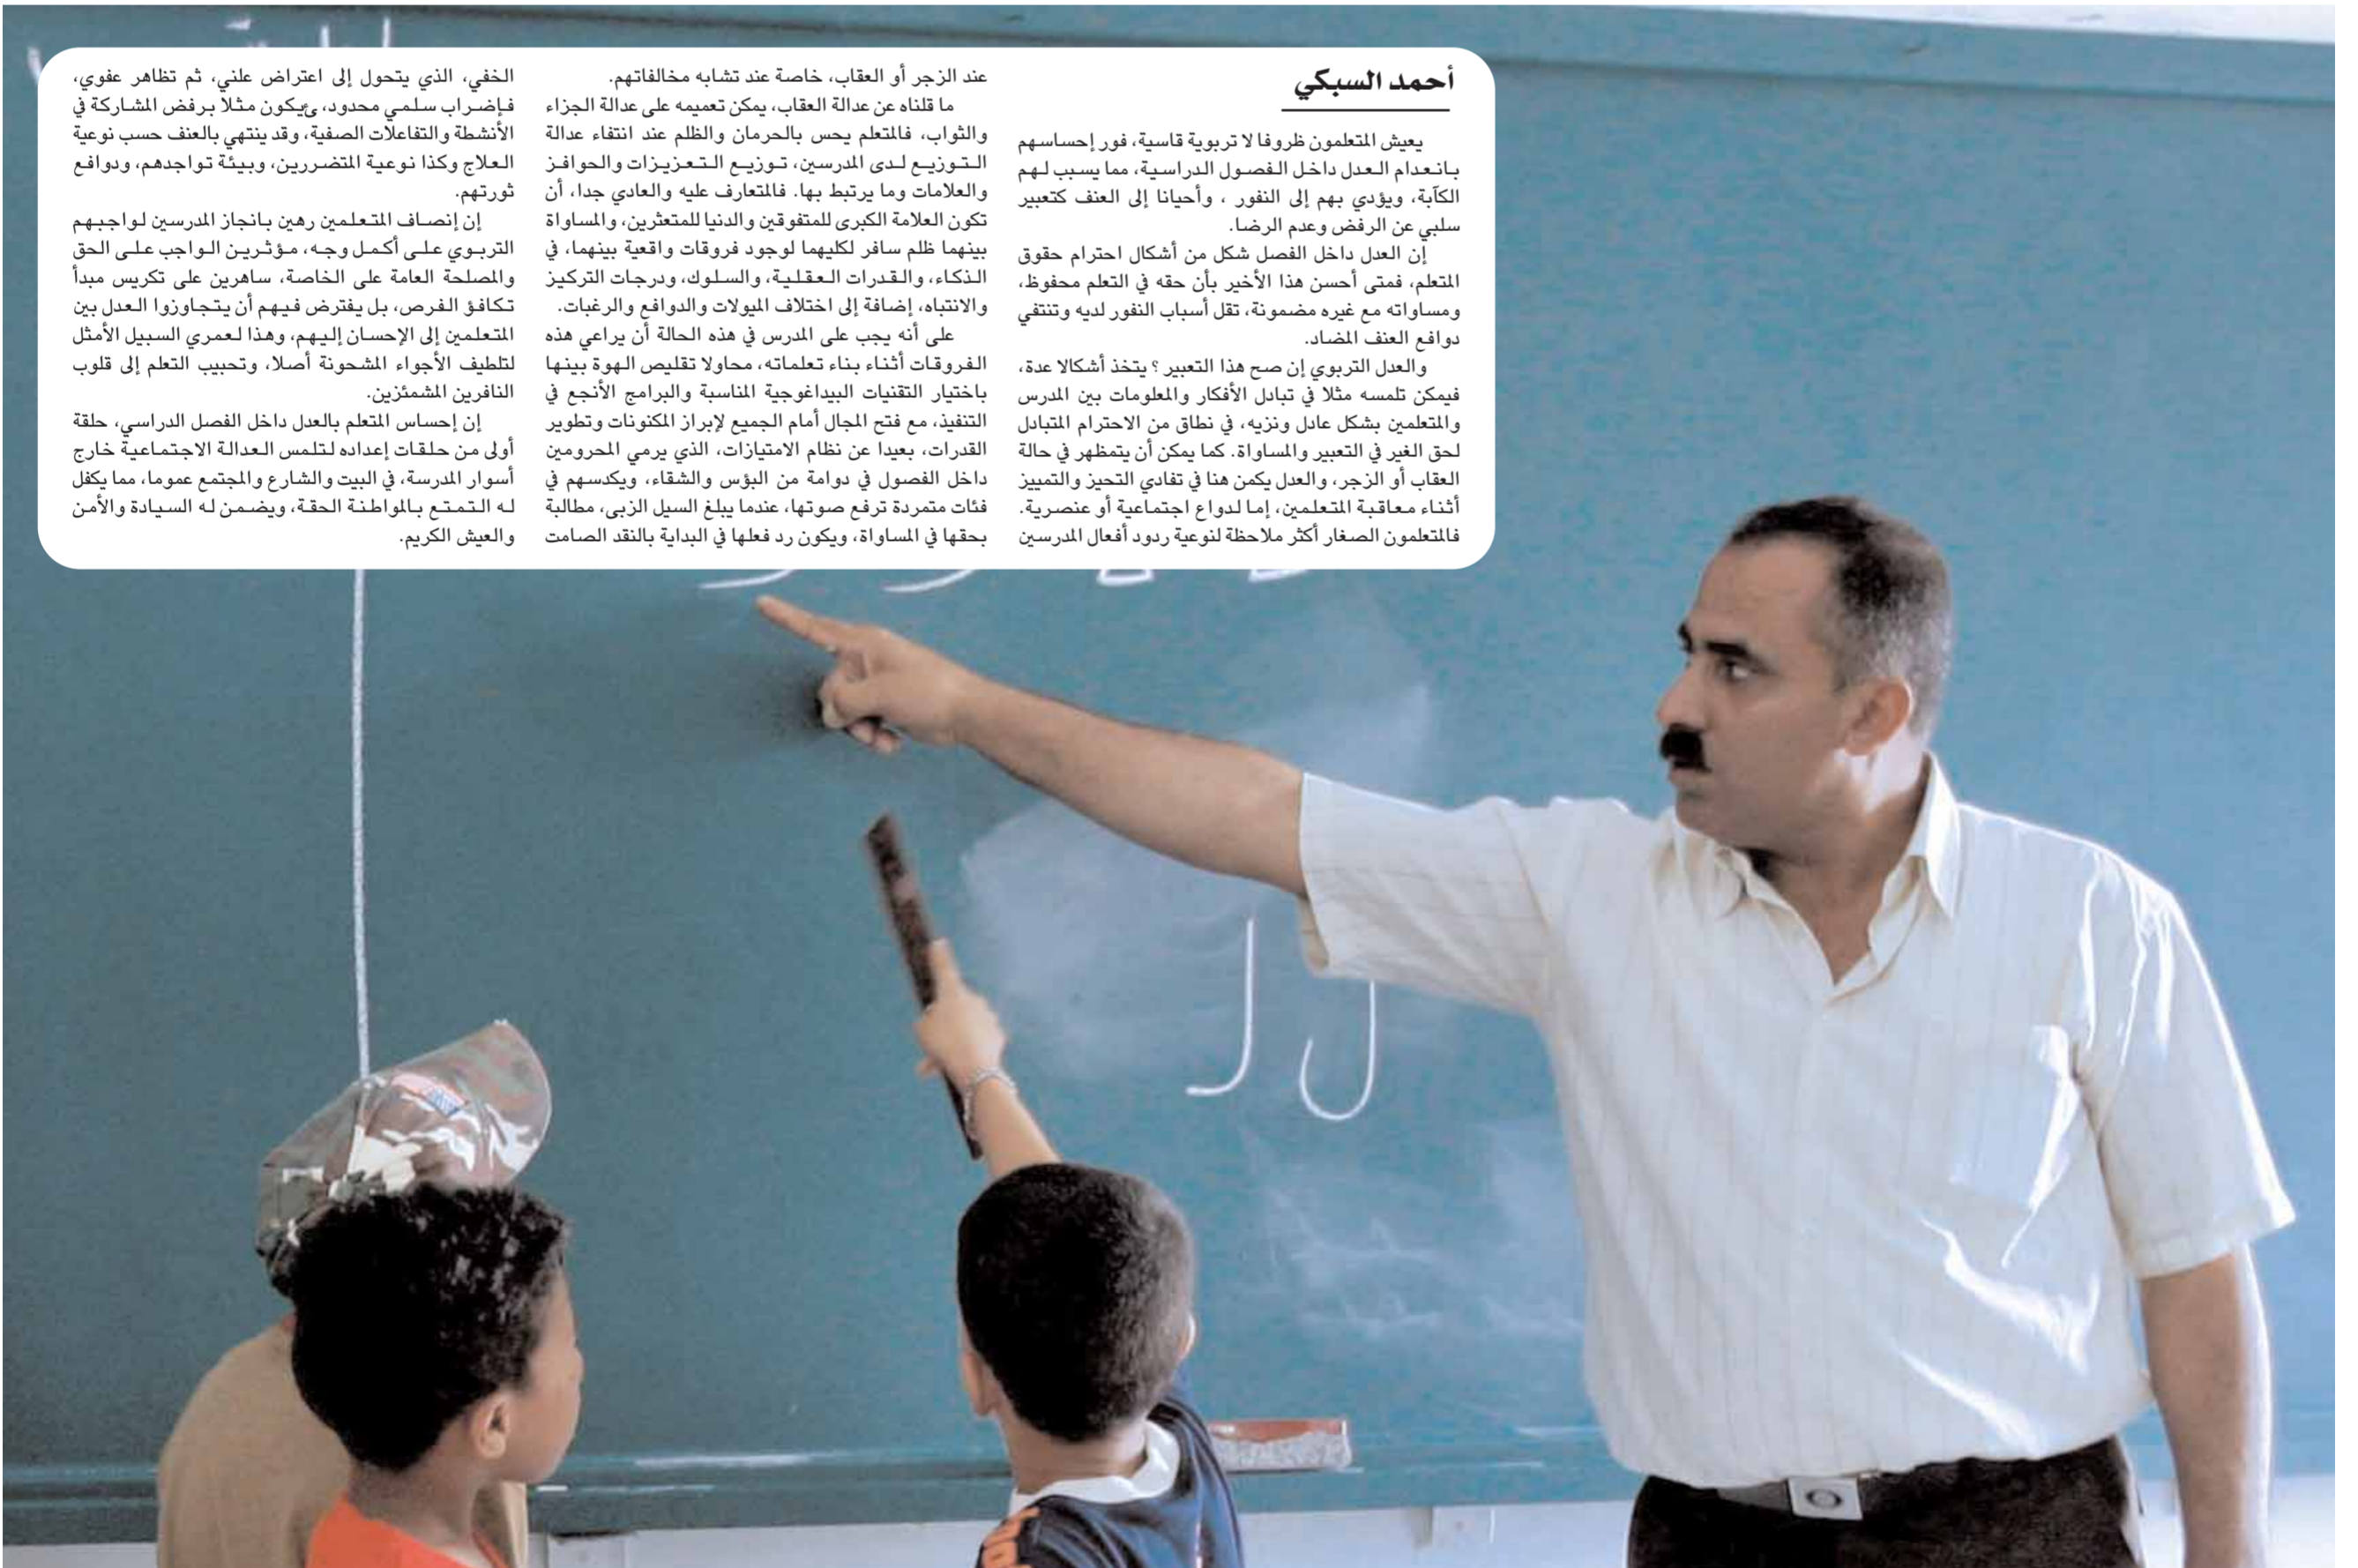 أحمد السبكي
يعيش المتعلمون ظروفا لا تربوية قاسية، فور إحساسهم
بانعدام العدل داخل الفصول الدراسية، مما يسبب لهم
الكآبة، ويؤدي بهم إلى النفور ، وأحيانا إلى العنف كتعبير
سلبي عن الرفض وعدم الرضا.
إن العدل داخل الفصل شكل من أشكال احترام حقوق
المتعلم، فمتى أحسن هذا الأخير بأن حقه في التعلم محفوظ،
ومساواته مع غيره مضمونة، تقل أسباب النفور لديه وتنتفي
دوافع العنف المضاد.
والعدل التربوي إن صح هذا التعبير ؟ يتخذ أشكالا عدة،
فيمكن تلمسه مثلا في تبادل الأفكار والمعلومات بين المدرس
والمتعلمين بشكل عادل ونزيه، في نطاق من الاحترام المتبادل
لحق الغير في التعبير والمساواة. كما يمكن أن يتمظهر في حالة
العقاب أو الزجر، والعدل يكمن هنا في تفادي التحيز والتمييز
أثناء معاقبة المتعلمين، إما لدواع اجتماعية أو عنصرية.
فالمتعلمون الصغار أكثر ملاحظة لنوعية ردود أفعال المدرسين
عند الزجر أو العقاب، خاصة عند تشابه مخالفاتهم.
ما قلناه عن عدالة العقاب، يمكن تعميمه على عدالة الجزاء
والثواب، فالمتعلم يحس بالحرمان والظلم عند انتفاء عدالة
التوزيع لدى المدرسين، توزيع التعزيزات والحوافز
والعلامات وما يرتبط بها. فالمتعارف عليه والعادي جدا، أن
تكون العلامة الكبرى للمتفوقين والدنيا للمتعثرين، والمساواة
بينهما ظلم سافر لكليهما لوجود فروقات واقعية بينهما، في
الذكاء، والقدرات العقلية، والسلوك، ودرجات التركيز
والانتباه، إضافة إلى اختلاف الميولات والدوافع والرغبات.
على أنه يجب على المدرس في هذه الحالة أن يراعي هذه
الفروقات أثناء بناء تعلماته، محاولا تقليص الهوة بينها
باختيار التقنيات البيداغوجية المناسبة والبرامج الأنجع في
التنفيذ، مع فتح المجال أمام الجميع لإبراز المكنونات وتطوير
القدرات، بعيدا عن نظام الامتيازات، الذي يرمي المحرومين
داخل الفصول في دوامة من البؤس والشقاء، ويكدسهم في
فئات متمردة ترفع صوتها، عندما يبلغ السيل الزبى، مطالبة
بحقها في المساواة، ويكون رد فعلها في البداية بالنقد الصامت
الخفي، الذي يتحول إلى اعتراض علني، ثم تظاهر عفوي،
فإضراب سلمي محدود، يكون مثلا برفض المشاركة في
الأنشطة والتفاعلات الصفية، وقد ينتهي بالعنف حسب نوعية
العلاج وكذا نوعية المتضررين، وبيئة تواجدهم، ودوافع
ثورتهم.
إن إنصاف المتعلمين رهين بانجاز المدرسين لواجبهم
التربوي على أكمل وجه، مؤثرين الواجب على الحق
والمصلحة العامة على الخاصة، ساهرين على تكريس مبدأ
تكافؤ الفرص، بل يفترض فيهم أن يتجاوزوا العدل بين
المتعلمين إلى الإحسان إليهم، وهذا لعمري السبيل الأمثل
لتلطيف الأجواء المشحونة أصلا، وتحبيب التعلم إلى قلوب
النافرين المشمئزين.
إن إحساس المتعلم بالعدل داخل الفصل الدراسي، حلقة
أولى من حلقات إعداده لتلمس العدالة الاجتماعية خارج
أسوار المدرسة، في البيت والشارع والمجتمع عموما، مما يكفل
له التمتع بالمواطنة الحقة، ويضمن له السيادة والأمن
والعيش الكريم.
ل لـ